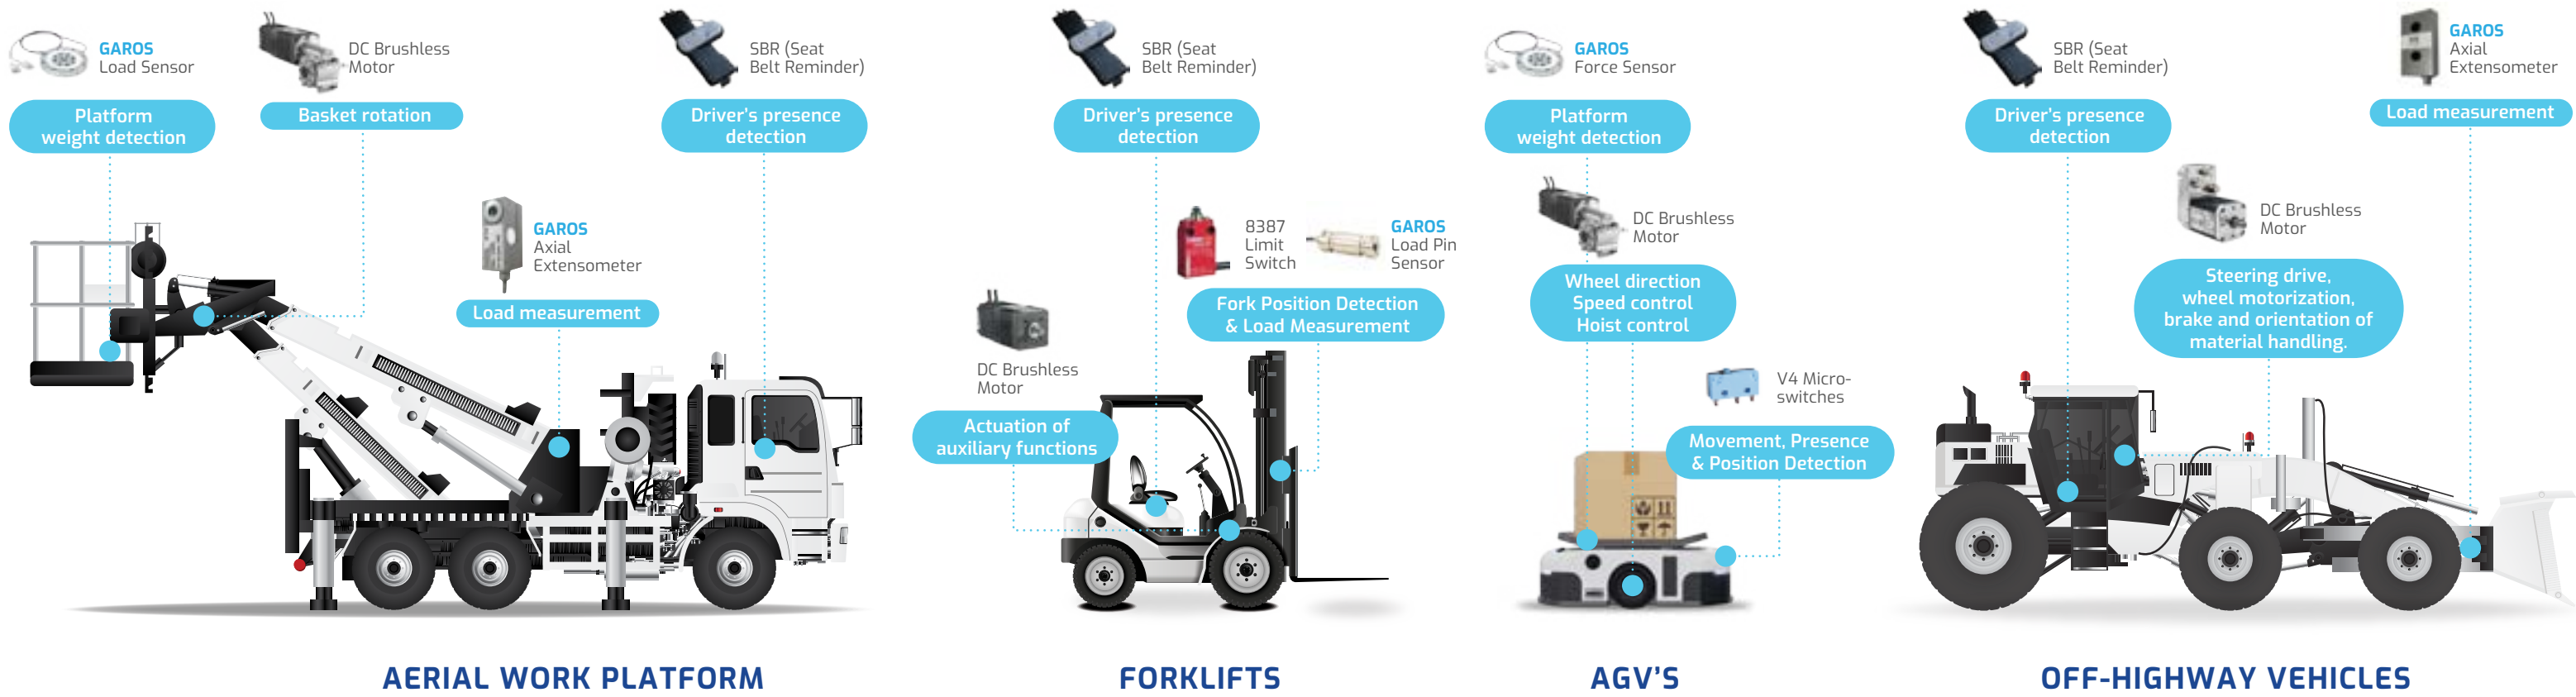 GAROS
Load Sensor
Platform
weight detection
DC Brushless
Motor
Basket rotation
SBR (Seat
Belt Reminder)
Driver's presence
detection
GAROS
Axial
Extensometer
Load measurement
AERIAL WORK PLATFORM
SBR (Seat
Belt Reminder)
Driver's presence
detection
8387
Limit
Switch
GAROS
Load Pin
Sensor
Fork Position Detection
& Load Measurement
DC Brushless
Motor
Actuation of
auxiliary functions
FORKLIFTS
GAROS
Force Sensor
Platform
weight detection
DC Brushless
Motor
Wheel direction
Speed control
Hoist control
V4 Micro-
switches
Movement, Presence
& Position Detection
AGV'S
SBR (Seat
Belt Reminder)
Driver's presence
detection
GAROS
Axial
Extensometer
Load measurement
DC Brushless
Motor
Steering drive,
wheel motorization,
brake and orientation of
material handling.
OFF-HIGHWAY VEHICLES